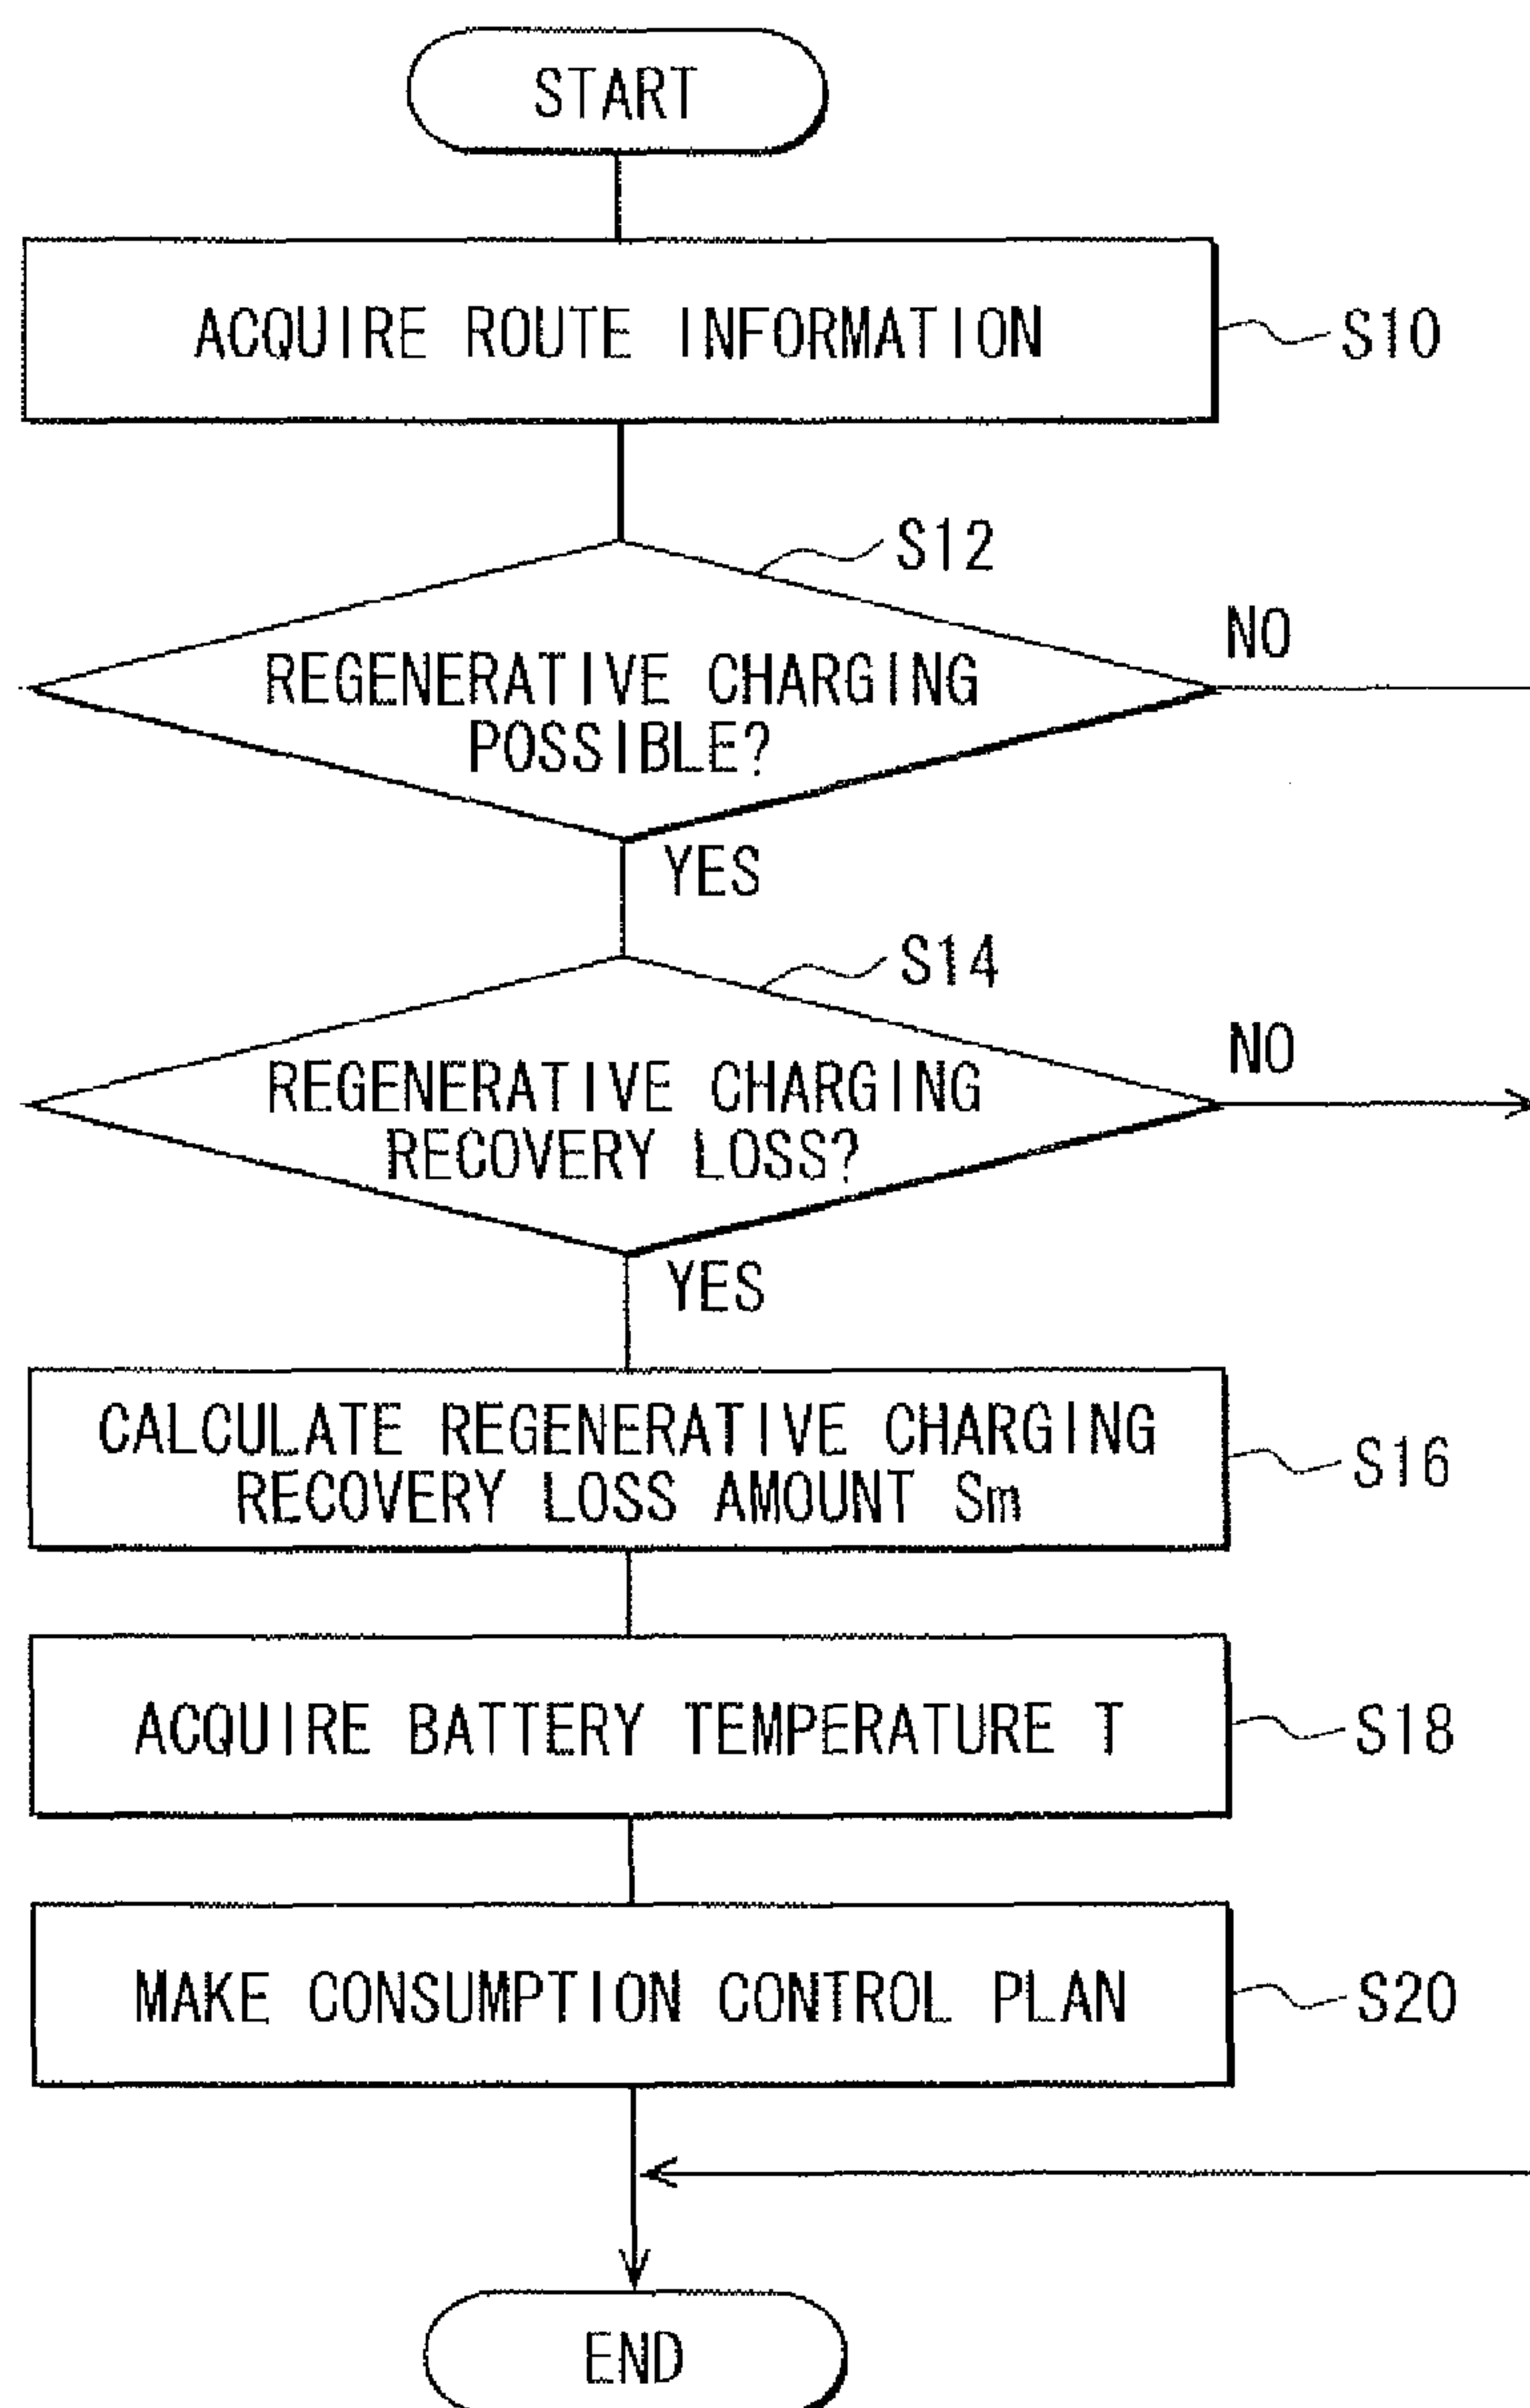 START
ACQUIRE ROUTE INFORMATION
S10
S12
REGENERATIVE CHARGING
POSSIBLE?
NO
YES
S14
REGENERATIVE CHARGING
RECOVERY LOSS?
NO
YES
CALCULATE REGENERATIVE CHARGING
RECOVERY LOSS AMOUNT Sm
S16
ACQUIRE BATTERY TEMPERATURE T
S18
MAKE CONSUMPTION CONTROL PLAN
S20
END